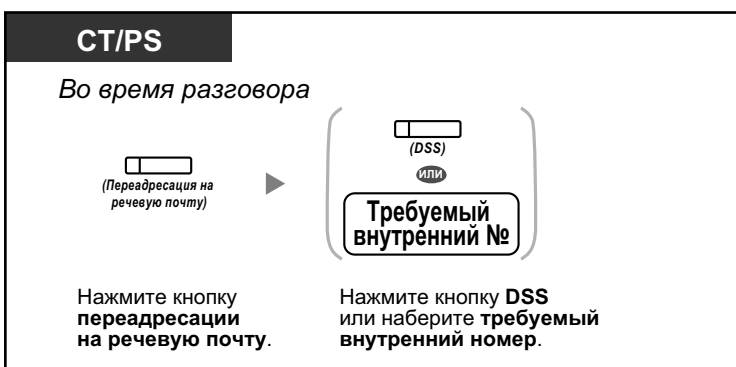 CT/PS
Во время разговора
(Переадресация на
речевую почту)
(DSS)
или
Требуемый
внутренний №
Нажмите кнопку
переадресации
на речевую почту.
Нажмите кнопку DSS
или наберите требуемый
внутренний номер.